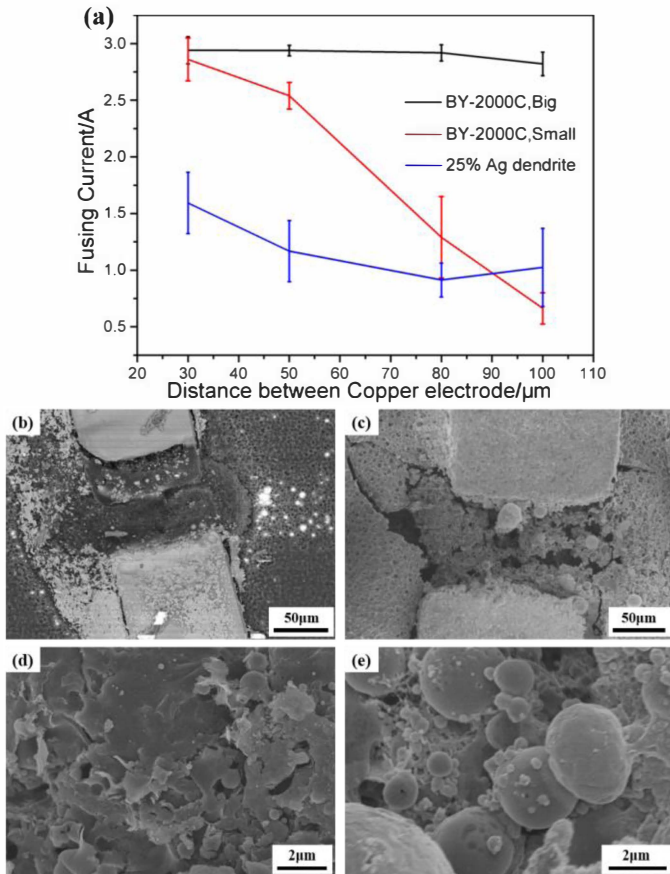 (a)
3.0
2.5
2.0
1.5
1.0
0.5
Fusing Current/A
BY-2000C,Big
BY-2000C,Small
25% Ag dendrite
20 30 40 50 60 70 80 90 100 110
Distance between Copper electrode/μm
(b)
50μm
(c)
50μm
(d)
2μm
(e)
2μm